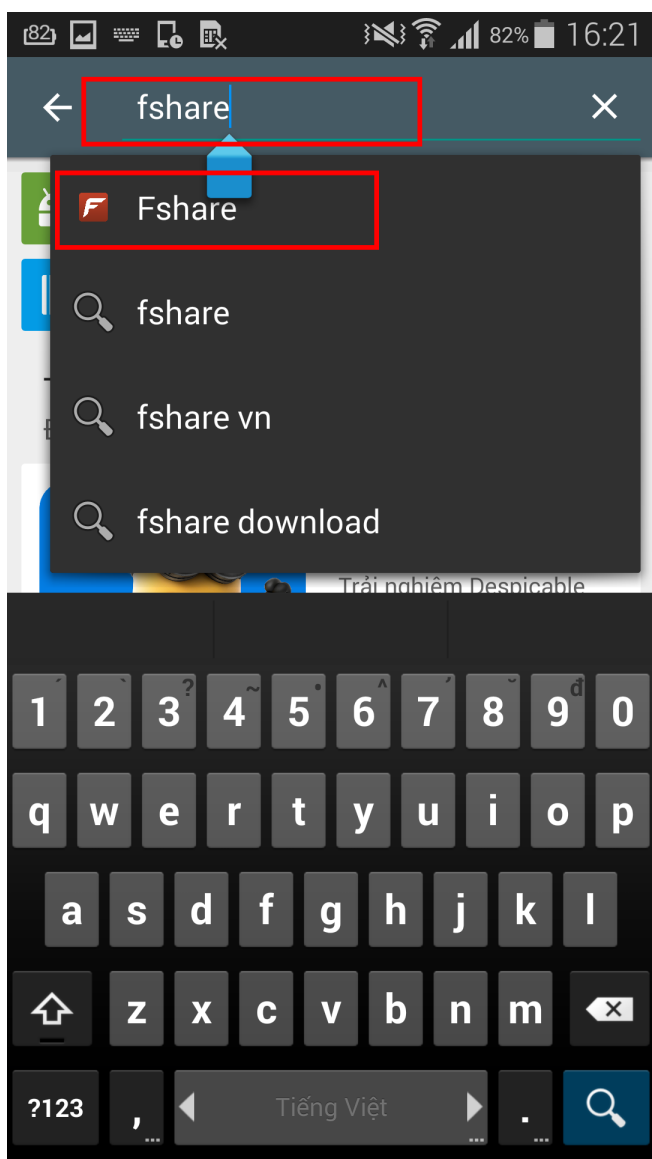 82
82% 16:21
fshare
Fshare
fshare
fshare vn
fshare download
Trải nghiệm Despicable
1 2 3 ? 4 ~ 5 6 ^ 7 8 9 đ 0
q w e r t y u i o p
a s d f g h j k l
z x c v b n m
?123 , Tiếng Việt .